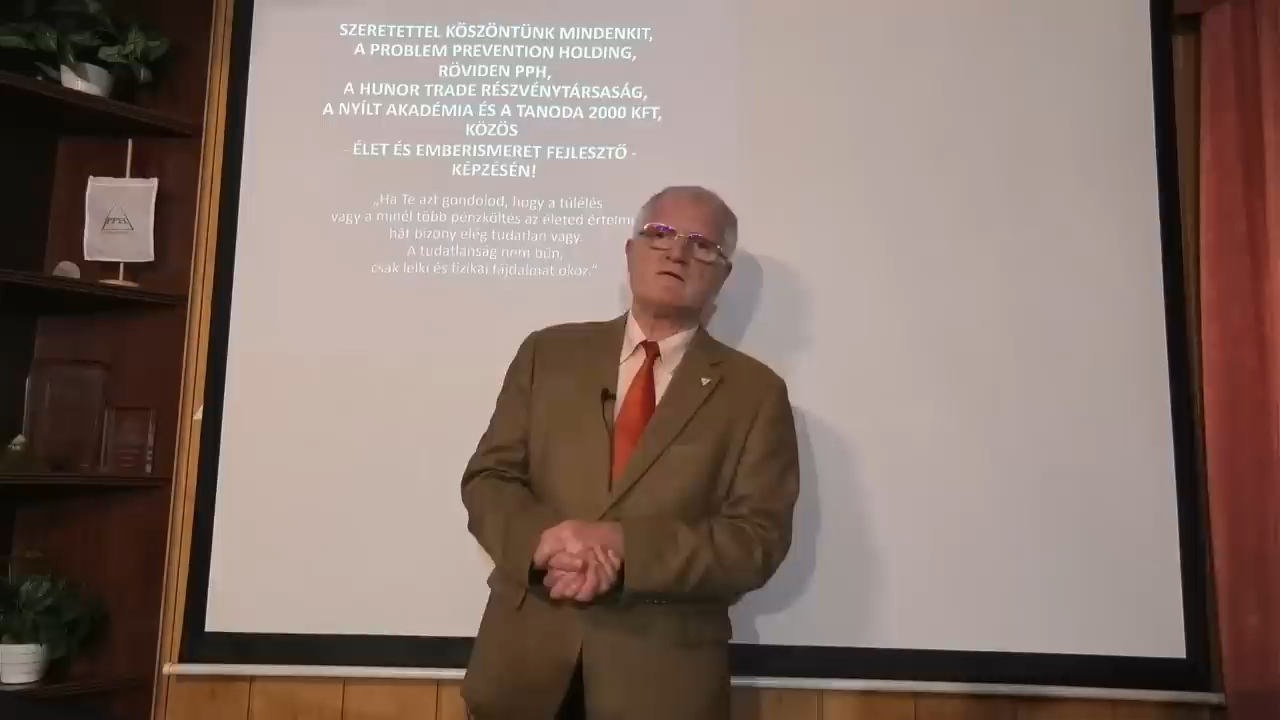 SZERETETTEL KÖSZÖNTÜNK MINDENKIT,
A PROBLEM PREVENTION HOLDING,
RÖVIDEN PPH,
A HUNOR TRADE RÉSZVÉNYTÁRSASÁG,
A NYÍLT AKADÉMIA ÉS A TANODA 2000 KFT,
KÖZÖS
- ÉLET ÉS EMBERISMERET FEJLESZTŐ -
KÉPZÉSÉN!
„Ha Te azt gondolod, hogy a túlélés
vagy a minél több pénzköltés az életed értelme
hát bizony elég tudatlan vagy.
A tudatlanság nem bűn,
csak lelki és fizikai fájdalmat okoz."
PPH